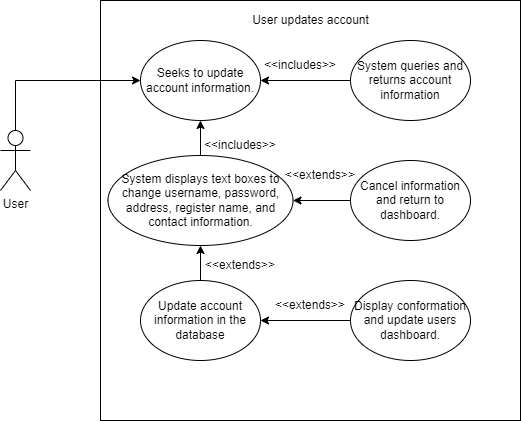 User updates account
Seeks to update
account information.
<<includes>>
System queries and
returns account
information
<<includes>>
User
System displays text boxes to
change username, password,
address, register name, and
contact information.
<<extends>>
Cancel information
and return to
dashboard.
<<extends>>
Update account
information in the
database
<<extends>>
Display conformation
and update users
dashboard.